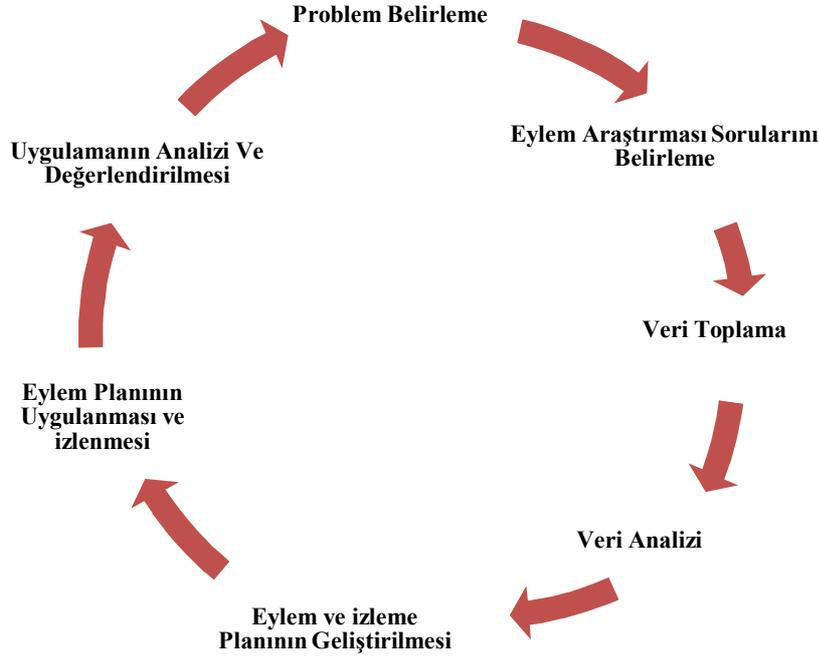 Problem Belirleme
Eylem Araştırması Sorularını
Belirleme
Veri Toplama
Veri Analizi
Eylem ve izleme
Planının Geliştirilmesi
Eylem Planının
Uygulanması ve
izlenmesi
Uygulamanın Analizi Ve
Değerlendirilmesi